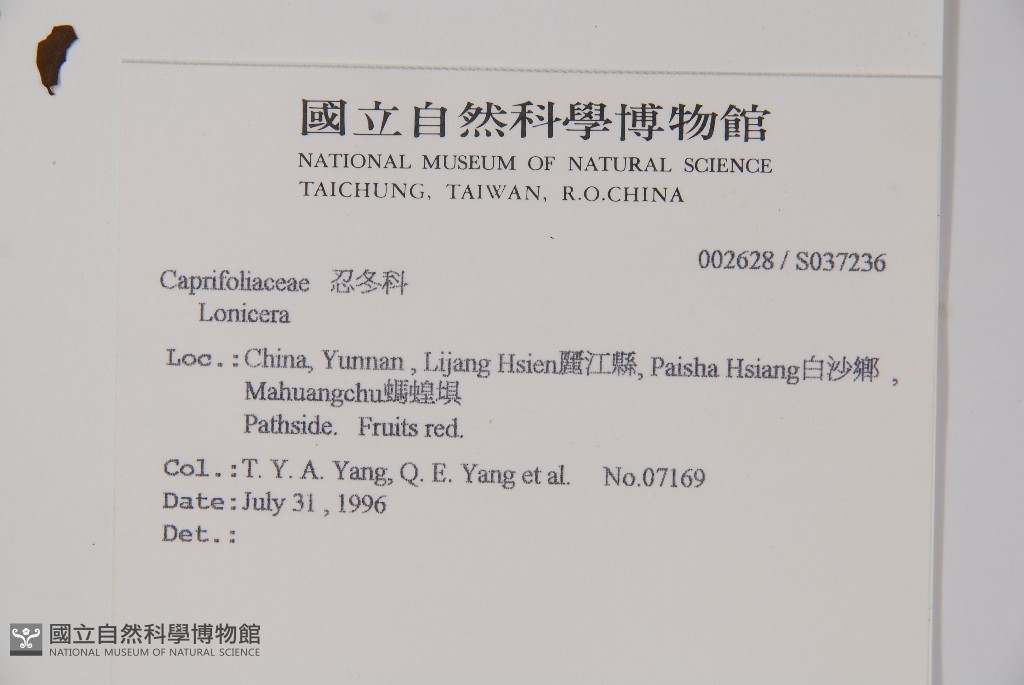 國立自然科學博物館
NATIONAL MUSEUM OF NATURAL SCIENCE
TAICHUNG, TAIWAN, R.O.CHINA
002628 / S037236
Caprifoliaceae 忍冬科
Lonicera
Loc.:China, Yunnan , Lijang Hsien麗江縣, Paisha Hsiang白沙鄉 ,
Mahuangchu螞蝗埧
Pathside. Fruits red.
Col.:T. Y. A. Yang, Q. E. Yang et al. No.07169
Date:July 31 , 1996
Det.:
國立自然科學博物館
NATIONAL MUSEUM OF NATURAL SCIENCE